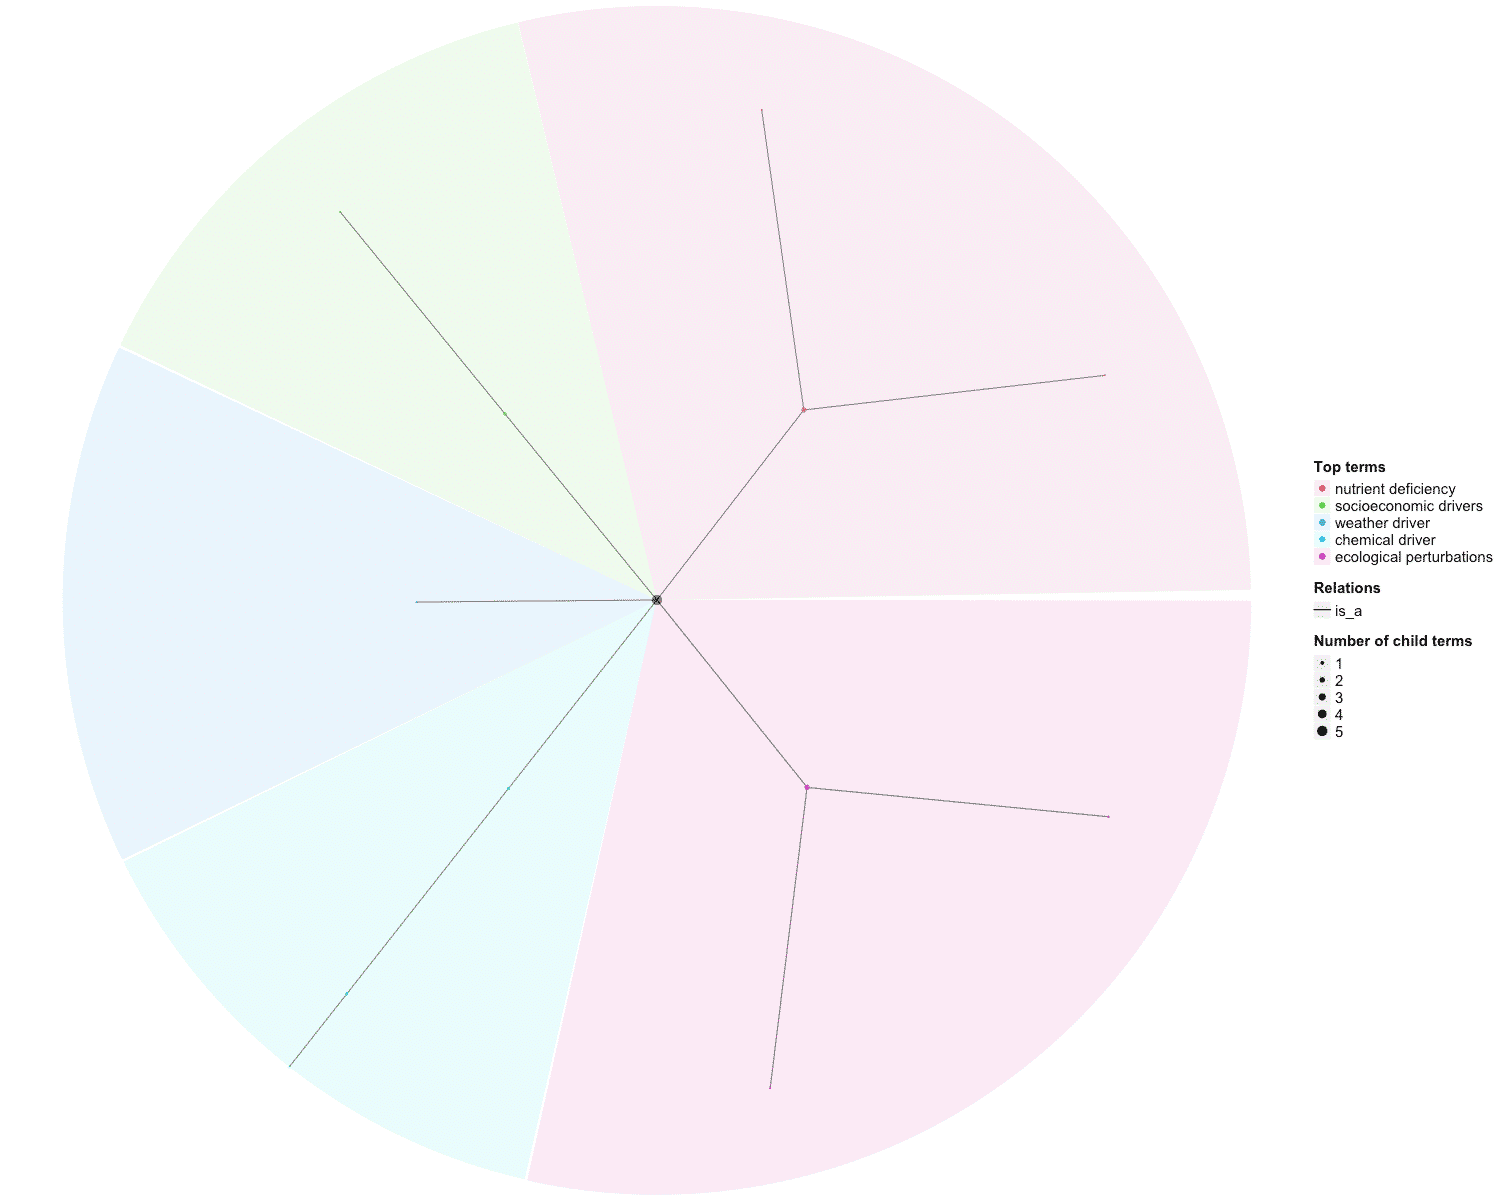 Top terms
nutrient deficiency
socioeconomic drivers
weather driver
chemical driver
ecological perturbations
Relations
is_a
Number of child terms
1
2
3
4
5